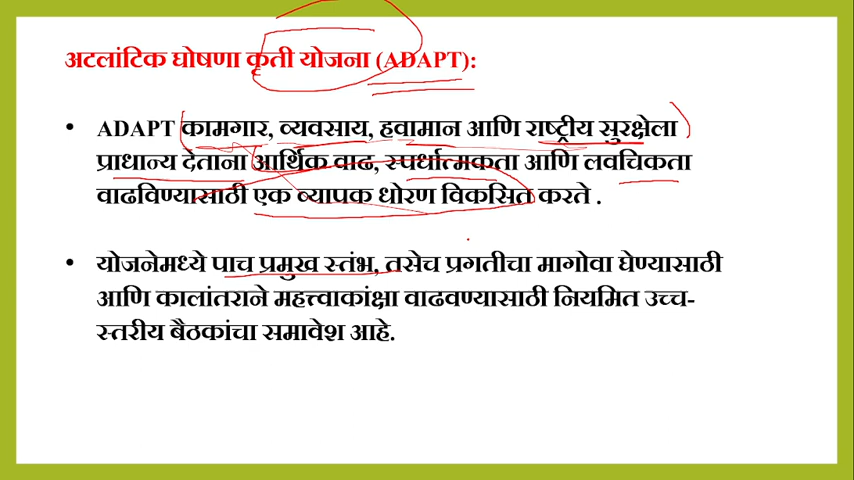 अटलांटिक घोषणा कृती योजना (ADAPT):
• ADAPT कामगार, व्यवसाय, हवामान आणि राष्ट्रीय सुरक्षेला
प्राधान्य देताना आर्थिक वाढ, स्पर्धात्मकता आणि लवचिकता
वाढविण्यासाठी एक व्यापक धोरण विकसित करते .
• योजनेमध्ये पाच प्रमुख स्तंभ, तसेच प्रगतीचा मागोवा घेण्यासाठी
आणि कालांतराने महत्त्वाकांक्षा वाढवण्यासाठी नियमित उच्च-
स्तरीय बैठकांचा समावेश आहे.